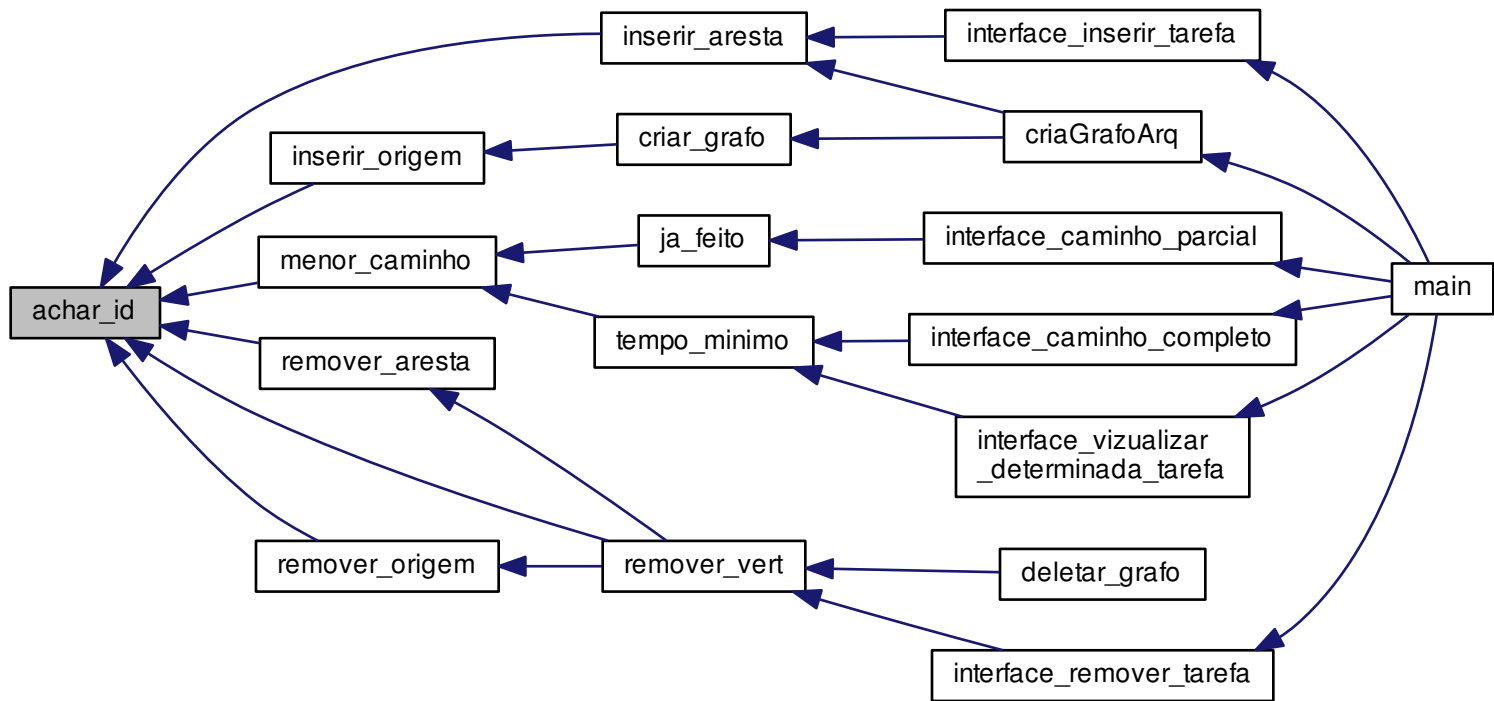 achar_id
inserir_aresta
inserir_origem
menor_caminho
remover_aresta
remover_origem
criar_grafo
ja_feito
tempo_minimo
remover_vert
interface_inserir_tarefa
criaGrafoArq
interface_caminho_parcial
interface_caminho_completo
interface_vizualizar
_determinada_tarefa
deletar_grafo
interface_remover_tarefa
main